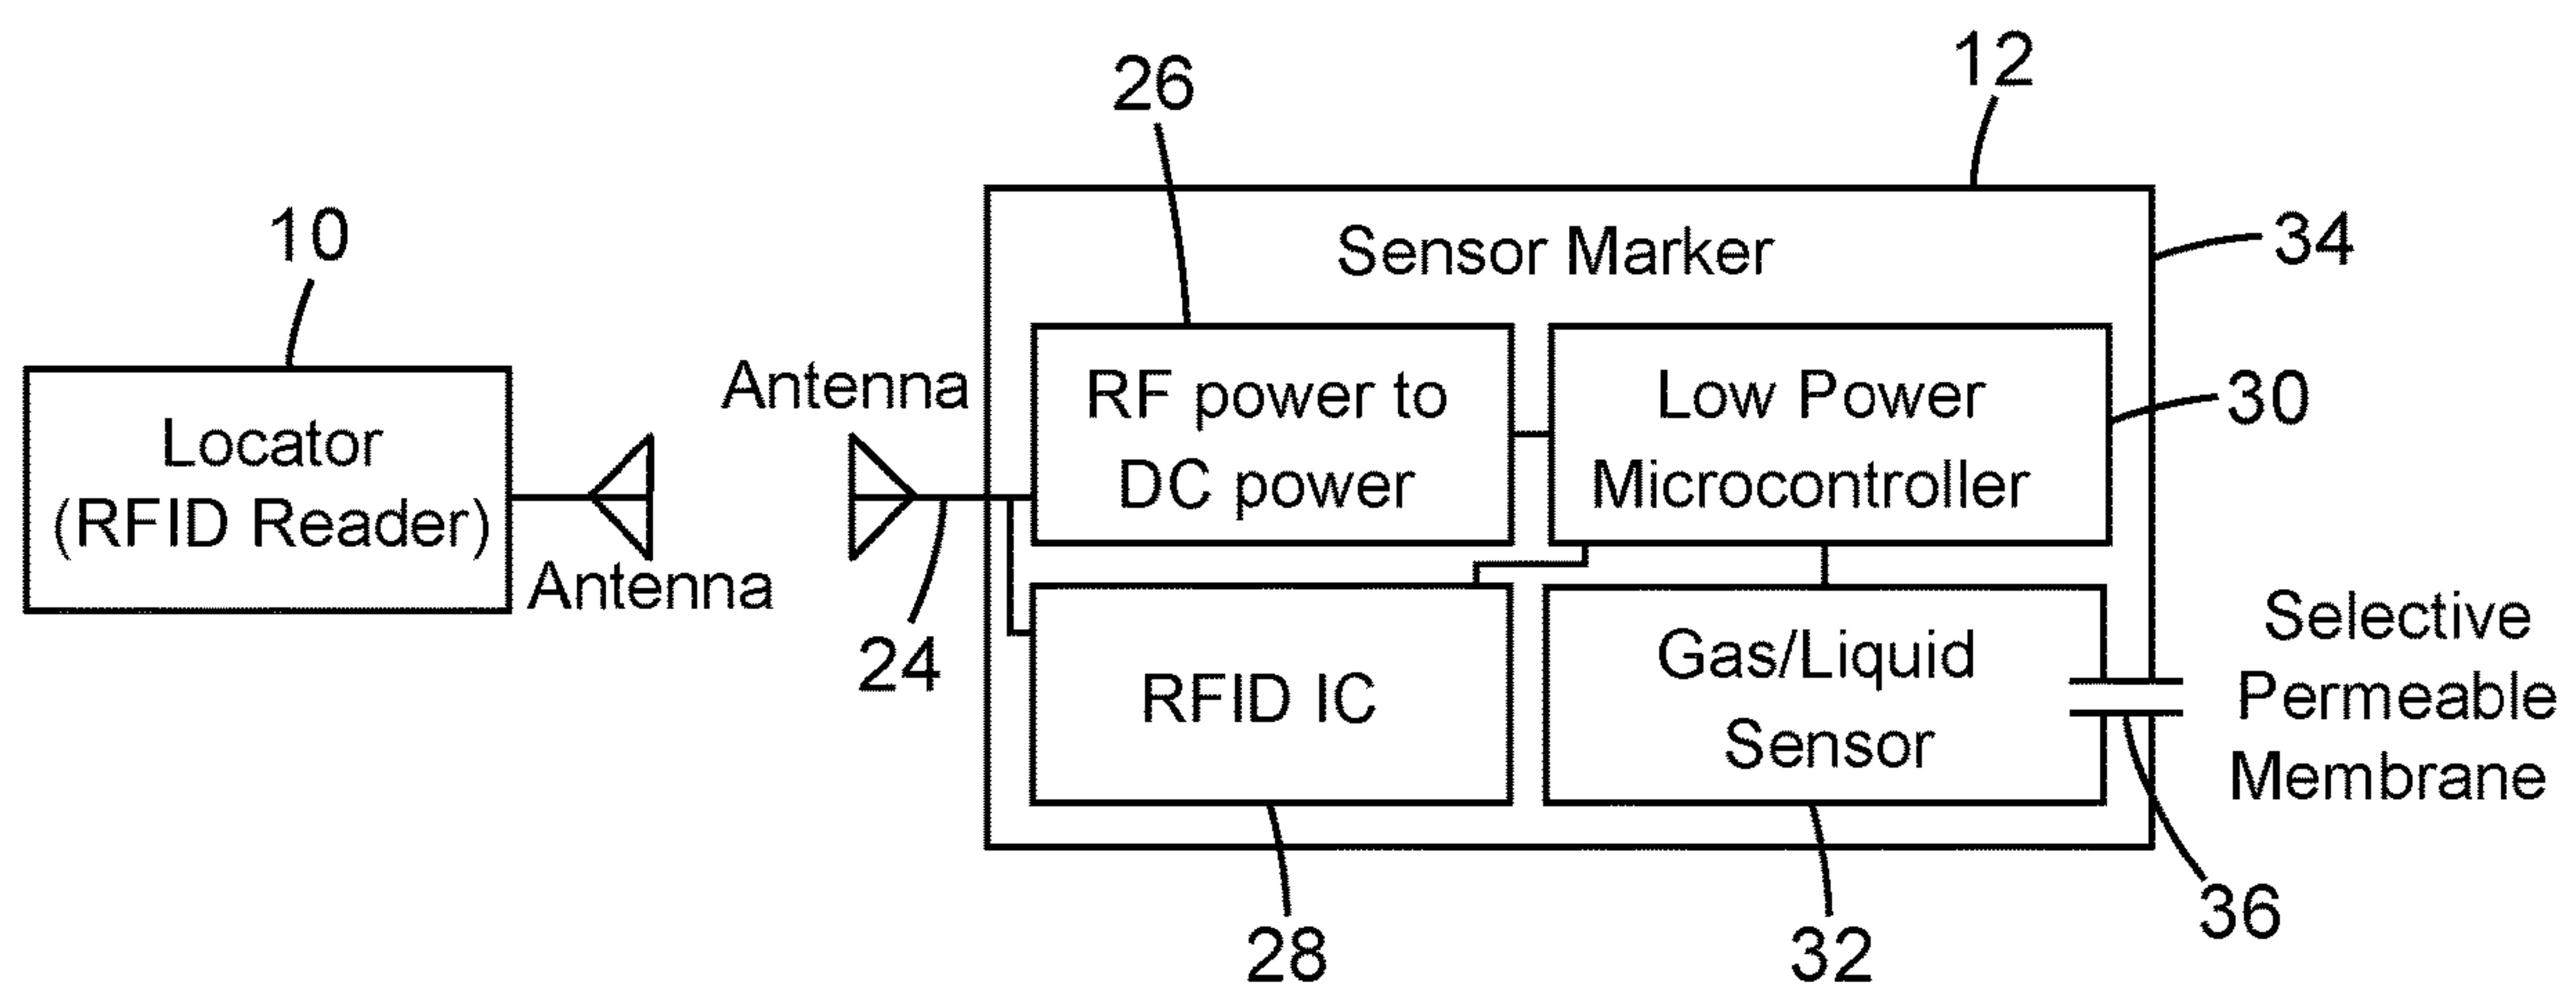 12
26
10
34
Sensor Marker
Antenna
RF power to
DC power
Low Power
Microcontroller
30
Locator
(RFID Reader)
Antenna
24
RFID IC
Gas/Liquid
Sensor
Selective
Permeable
Membrane
36
28
32